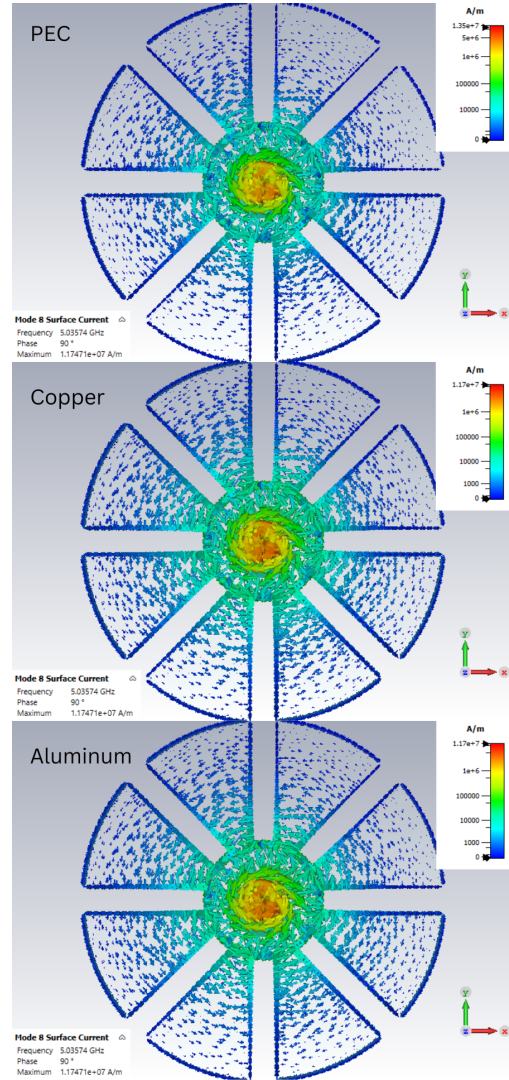 PEC
A/m
1.35e+7
5e+6
1e+6
100000
10000
0
y
z
x
Mode 8 Surface Current
Frequency 5.03574 GHz
Phase 90 °
Maximum 1.17471e+07 A/m
Copper
A/m
1.17e+7
1e+6
100000
10000
1000
0
y
z
x
Mode 8 Surface Current
Frequency 5.03574 GHz
Phase 90 °
Maximum 1.17471e+07 A/m
Aluminum
A/m
1.17e+7
1e+6
100000
10000
1000
0
y
z
x
Mode 8 Surface Current
Frequency 5.03574 GHz
Phase 90 °
Maximum 1.17471e+07 A/m